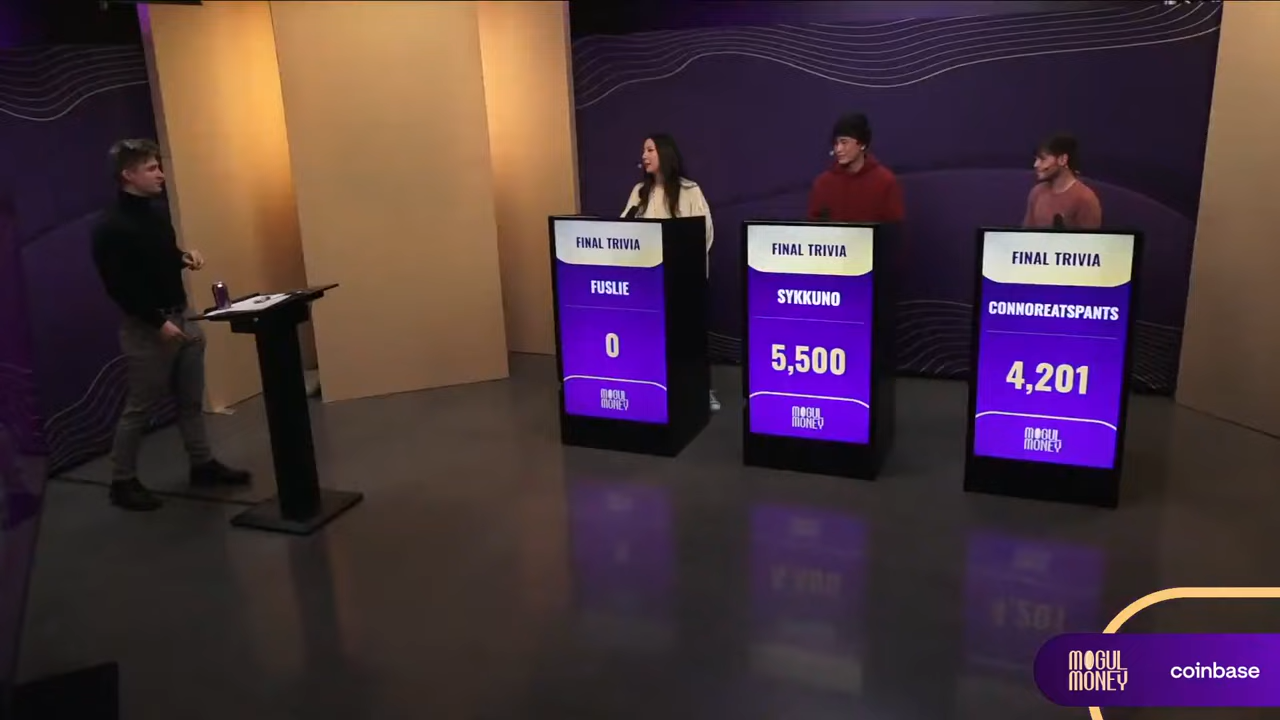 FINAL TRIVIA
FUSLIE
0
MOGUL
MONEY
FINAL TRIVIA
SYKKUNO
5,500
MOGUL
MONEY
FINAL TRIVIA
CONNOREATSPANTS
4,201
MOGUL
MONEY
MOGUL
MONEY
coinbase